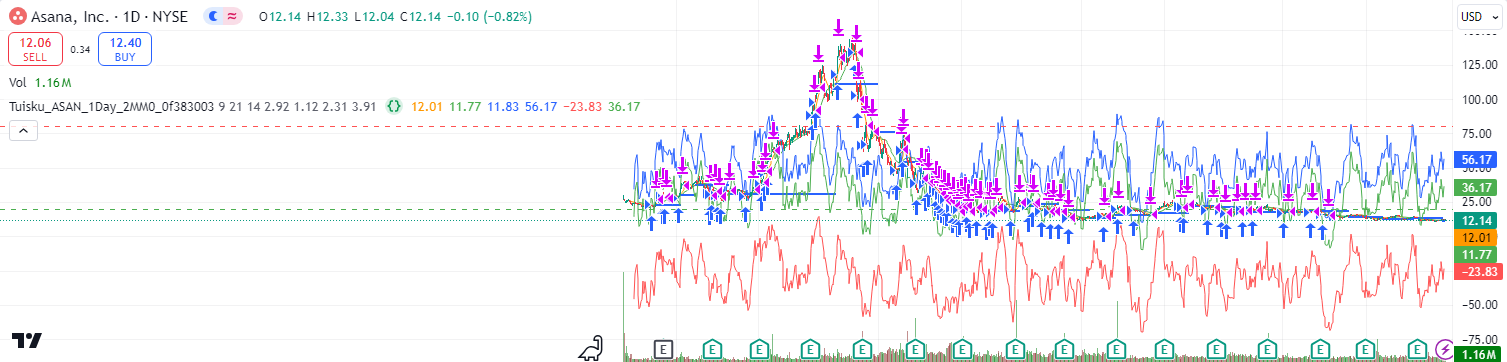 Asana, Inc. · 1D · NYSE O12.14 H12.33 L12.04 C12.14 −0.10 (−0.82%)
USD
12.06
SELL
0.34
12.40
BUY
Vol 1.16M
Tuisku_ASAN_1Day_2MM0_0f383003 9 21 14 2.92 1.12 2.31 3.91 {} 12.01 11.77 11.83 56.17 −23.83 36.17
125.00
100.00
75.00
56.17
50.00
36.17
25.00
12.14
12.01
11.77
−23.83
−50.00
−75.00
1.16M
E E E E E E E E E E E E E E E E E